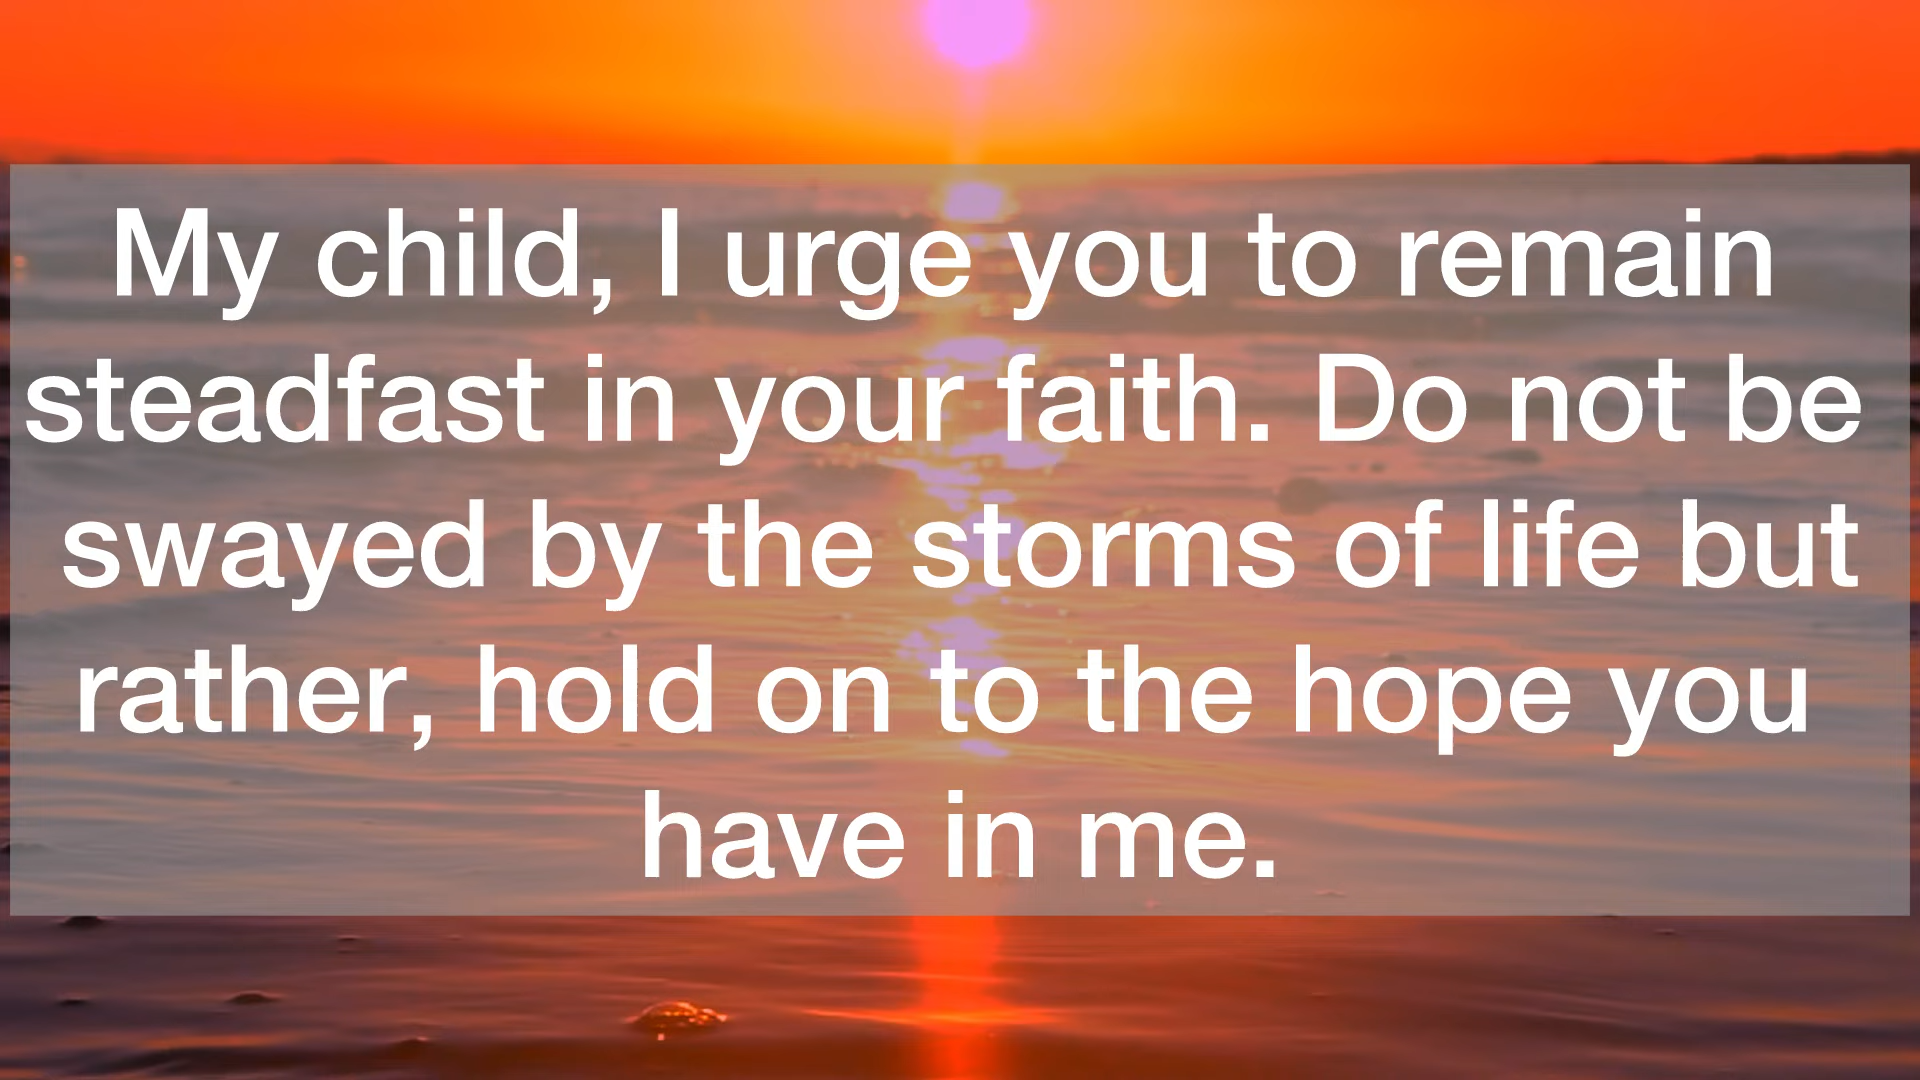 My child, I urge you to remain
steadfast in your faith. Do not be
swayed by the storms of life but
rather, hold on to the hope you
have in me.